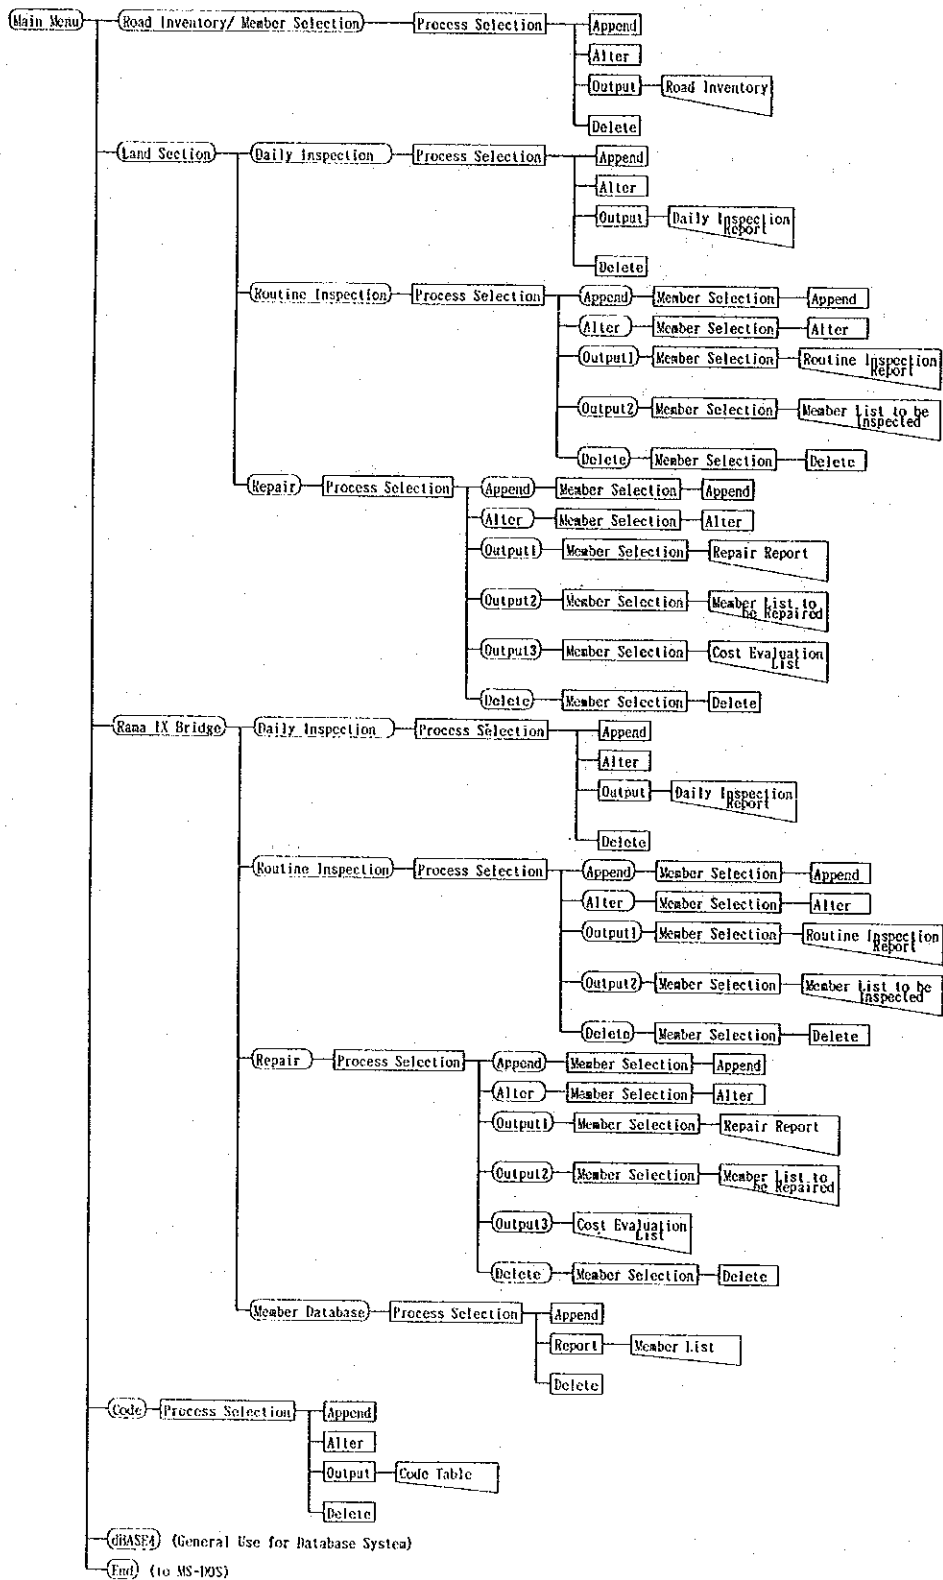 Main Menu
Road Inventory/ Member Selection
Process Selection
Append
Alter
Output
Road Inventory
Delete
Land Section
Daily Inspection
Process Selection
Append
Alter
Output
Daily Inspection
Report
Delete
Routine Inspection
Process Selection
Append
Member Selection
Append
Alter
Member Selection
Alter
Output1
Member Selection
Routine Inspection
Report
Output2
Member Selection
Member List to be
Inspected
Delete
Member Selection
Delete
Repair
Process Selection
Append
Member Selection
Append
Alter
Member Selection
Alter
Output1
Member Selection
Repair Report
Output2
Member Selection
Member List to
be Repaired
Output3
Member Selection
Cost Evaluation
List
Delete
Member Selection
Delete
Rama IX Bridge
Daily Inspection
Process Selection
Append
Alter
Output
Daily Inspection
Report
Delete
Routine Inspection
Process Selection
Append
Member Selection
Append
Alter
Member Selection
Alter
Output1
Member Selection
Routine Inspection
Report
Output2
Member Selection
Member List to be
Inspected
Delete
Member Selection
Delete
Repair
Process Selection
Append
Member Selection
Append
Alter
Member Selection
Alter
Output1
Member Selection
Repair Report
Output2
Member Selection
Member List to
be Repaired
Output3
Cost Evaluation
List
Delete
Member Selection
Delete
Member Database
Process Selection
Append
Report
Member List
Delete
Code
Process Selection
Append
Alter
Output
Code Table
Delete
dBASE4 (General Use for Database System)
End (to MS-DOS)